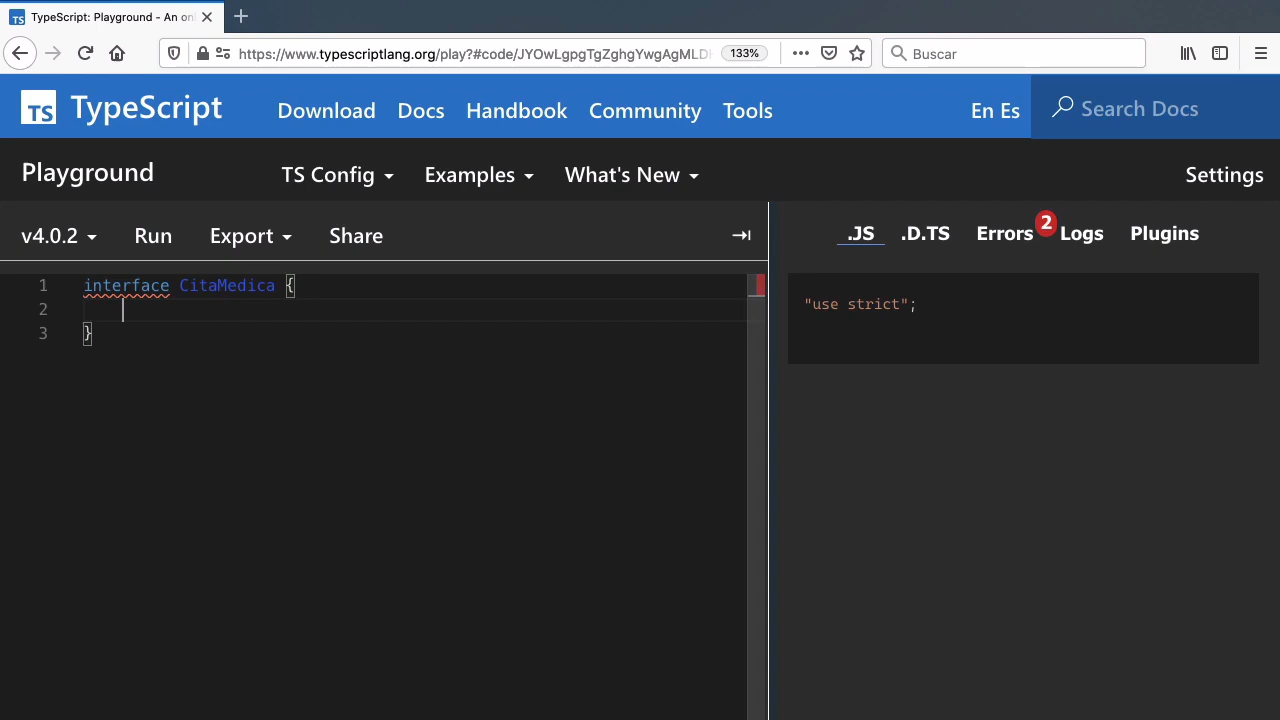 TS TypeScript: Playground - An on
https://www.typescriptlang.org/play?#code/JYOwLgpgTgZghgYwgAgMLD 133% Buscar
TS TypeScript Download Docs Handbook Community Tools En Es Search Docs
Playground TS Config Examples What's New Settings
v4.0.2 Run Export Share .JS .D.TS Errors 2 Logs Plugins
1 interface CitaMedica {
2
3 }
"use strict";